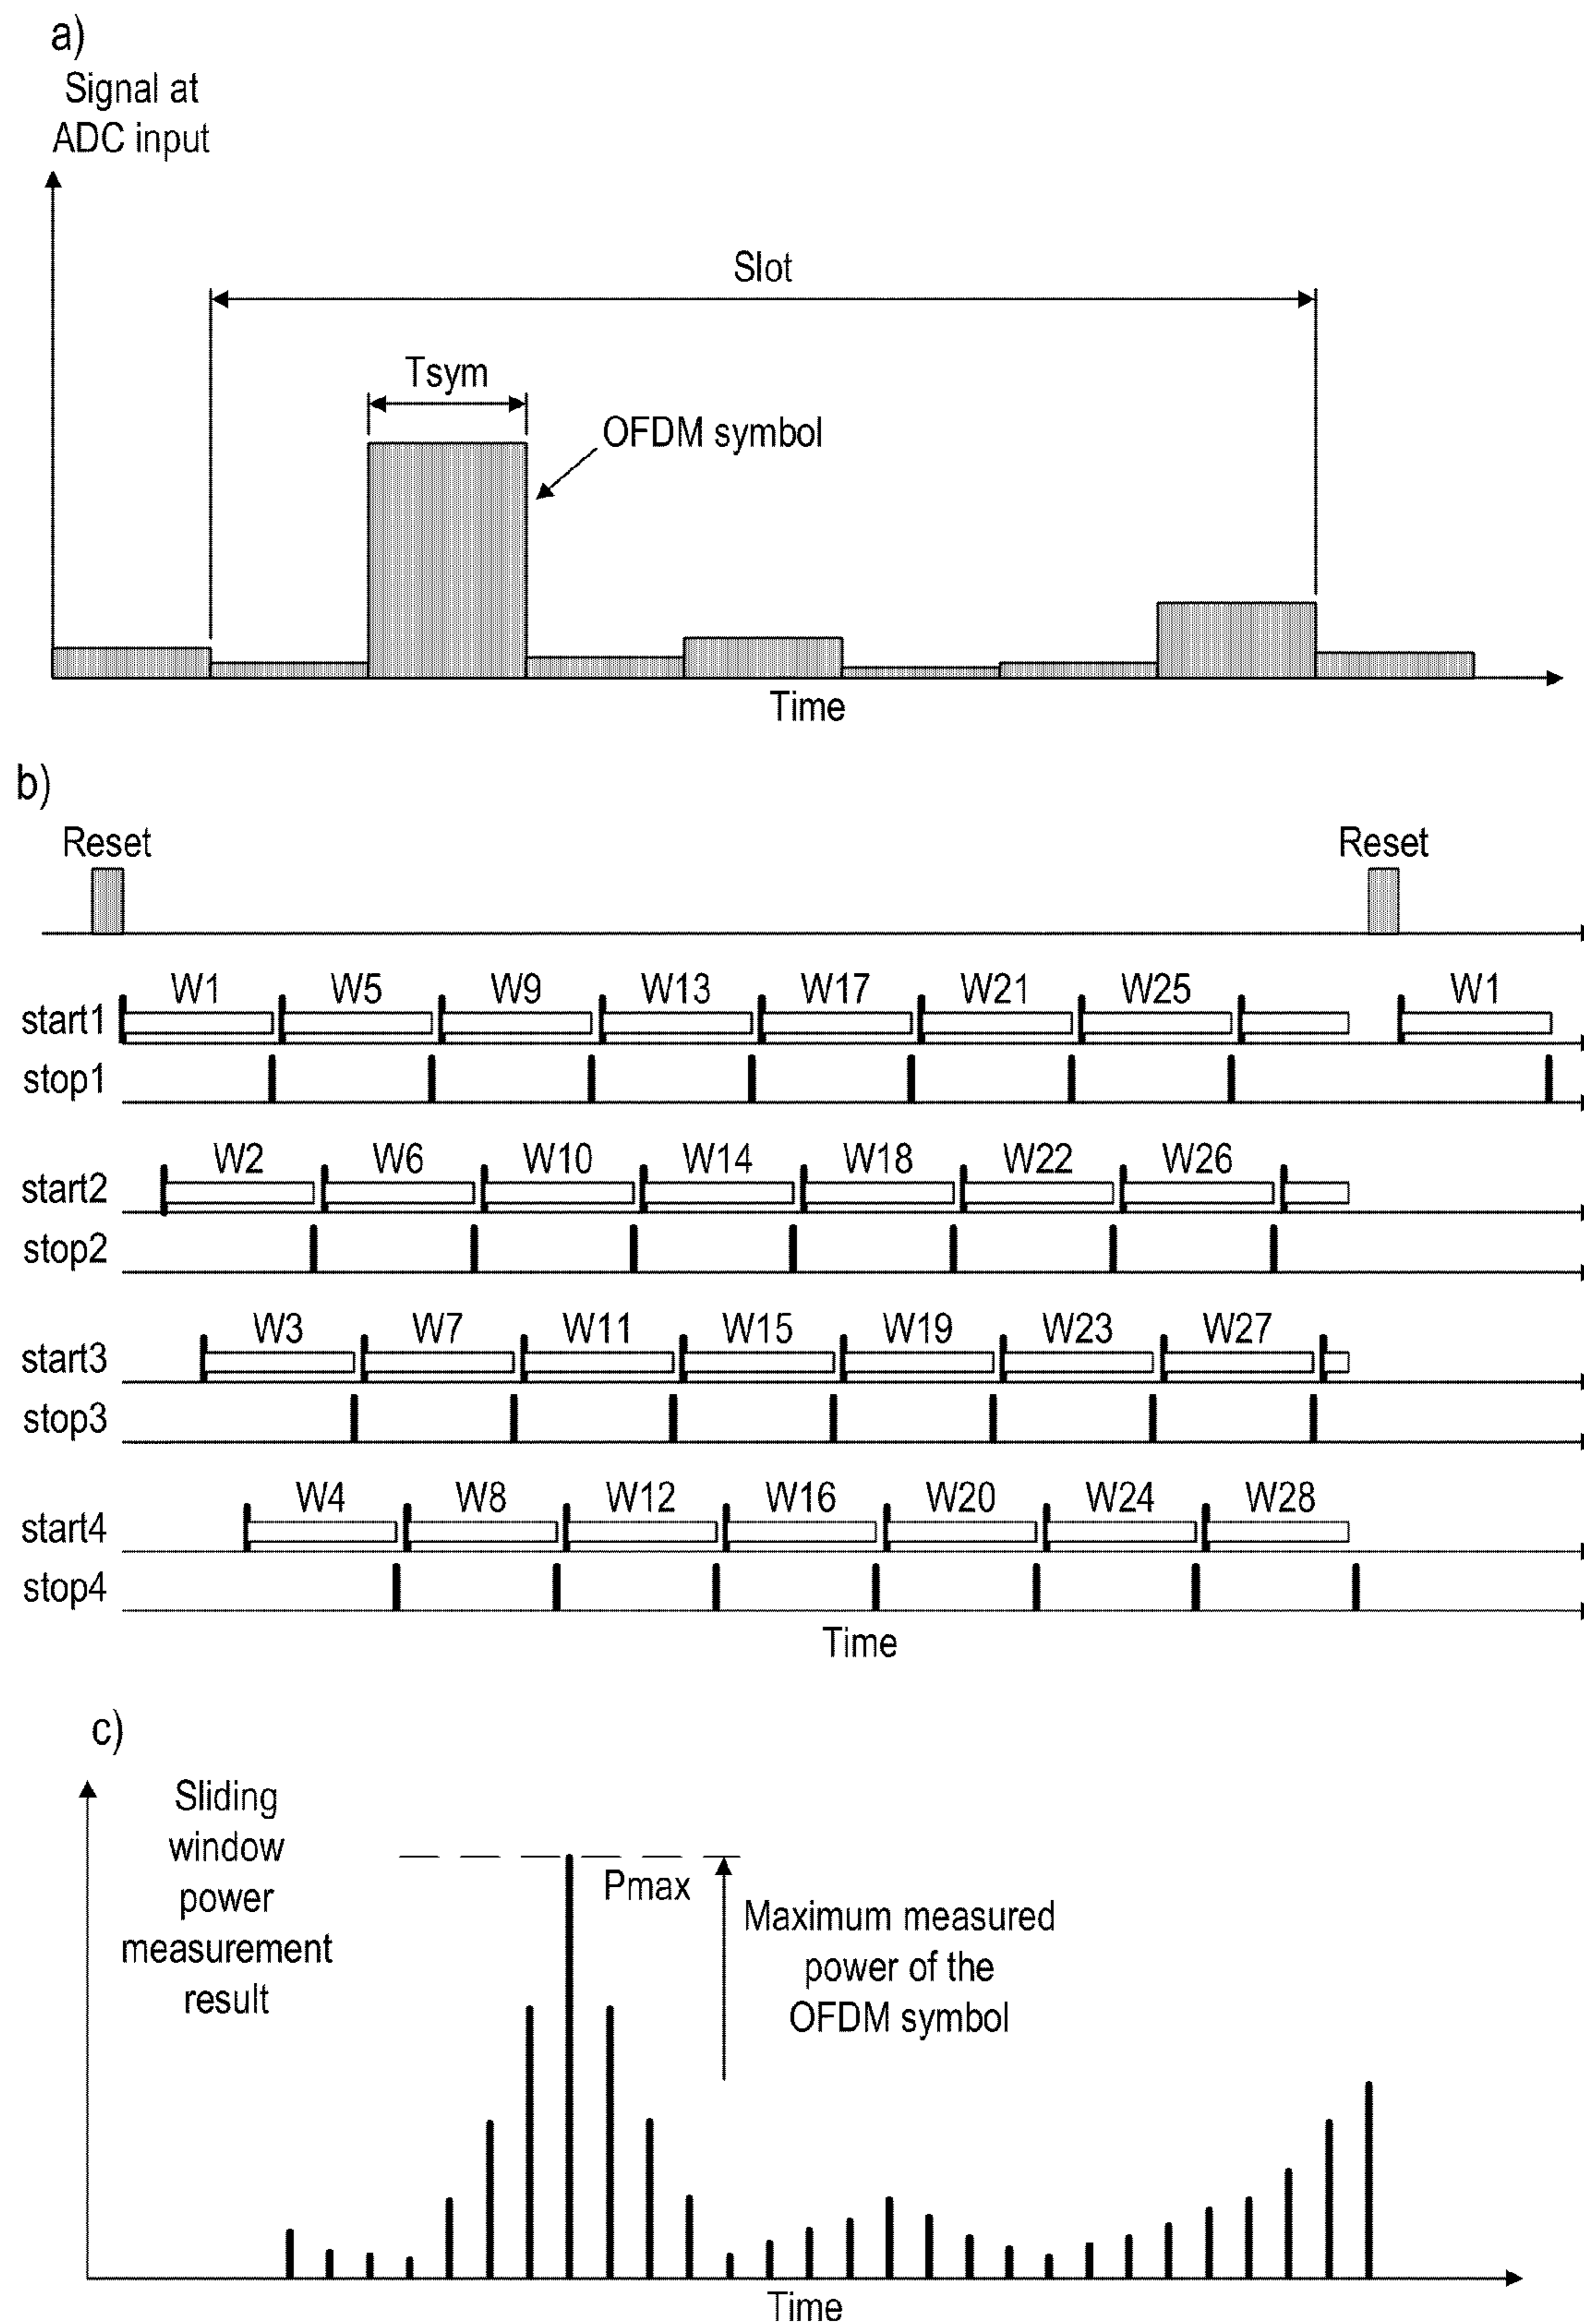 a)
Signal at
ADC input
Slot
Tsym
OFDM symbol
Time
b)
Reset
Reset
W1 W5 W9 W13 W17 W21 W25 W1
start1
stop1
W2 W6 W10 W14 W18 W22 W26
start2
stop2
W3 W7 W11 W15 W19 W23 W27
start3
stop3
W4 W8 W12 W16 W20 W24 W28
start4
stop4
Time
c)
Sliding
window
power
measurement
result
Pmax
Maximum measured
power of the
OFDM symbol
Time